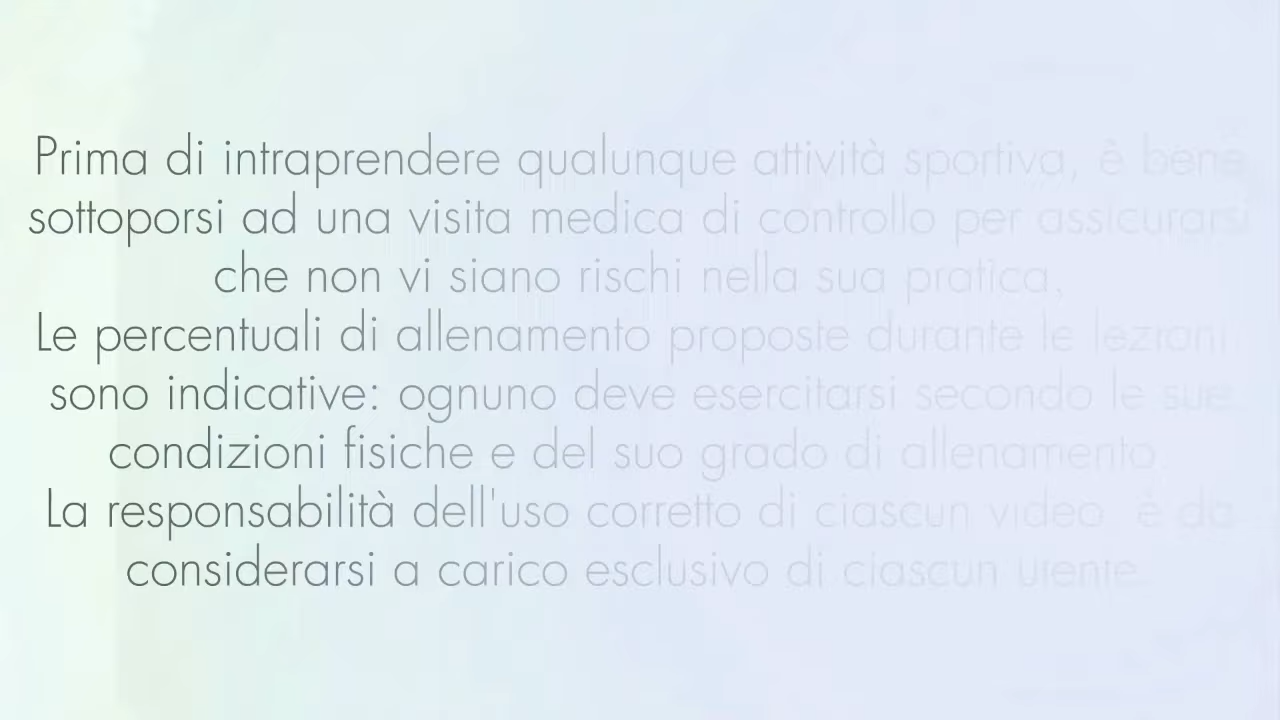 Prima di intraprendere qualunque attività sportiva, è bene
sottoporsi ad una visita medica di controllo per assicurarsi
che non vi siano rischi nella sua pratica.
Le percentuali di allenamento proposte durante le lezioni
sono indicative: ognuno deve esercitarsi secondo le sue
condizioni fisiche e del suo grado di allenamento
La responsabilità dell'uso corretto di ciascun video è da
considerarsi a carico esclusivo di ciascun utente